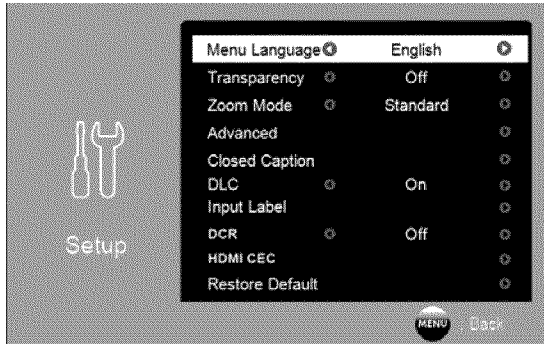 Menu Language English
Transparency Off
Zoom Mode Standard
Advanced
Closed Caption
DLC On
Input Label
DCR Off
HDMI CEC
Restore Default
Setup
MENU : Back